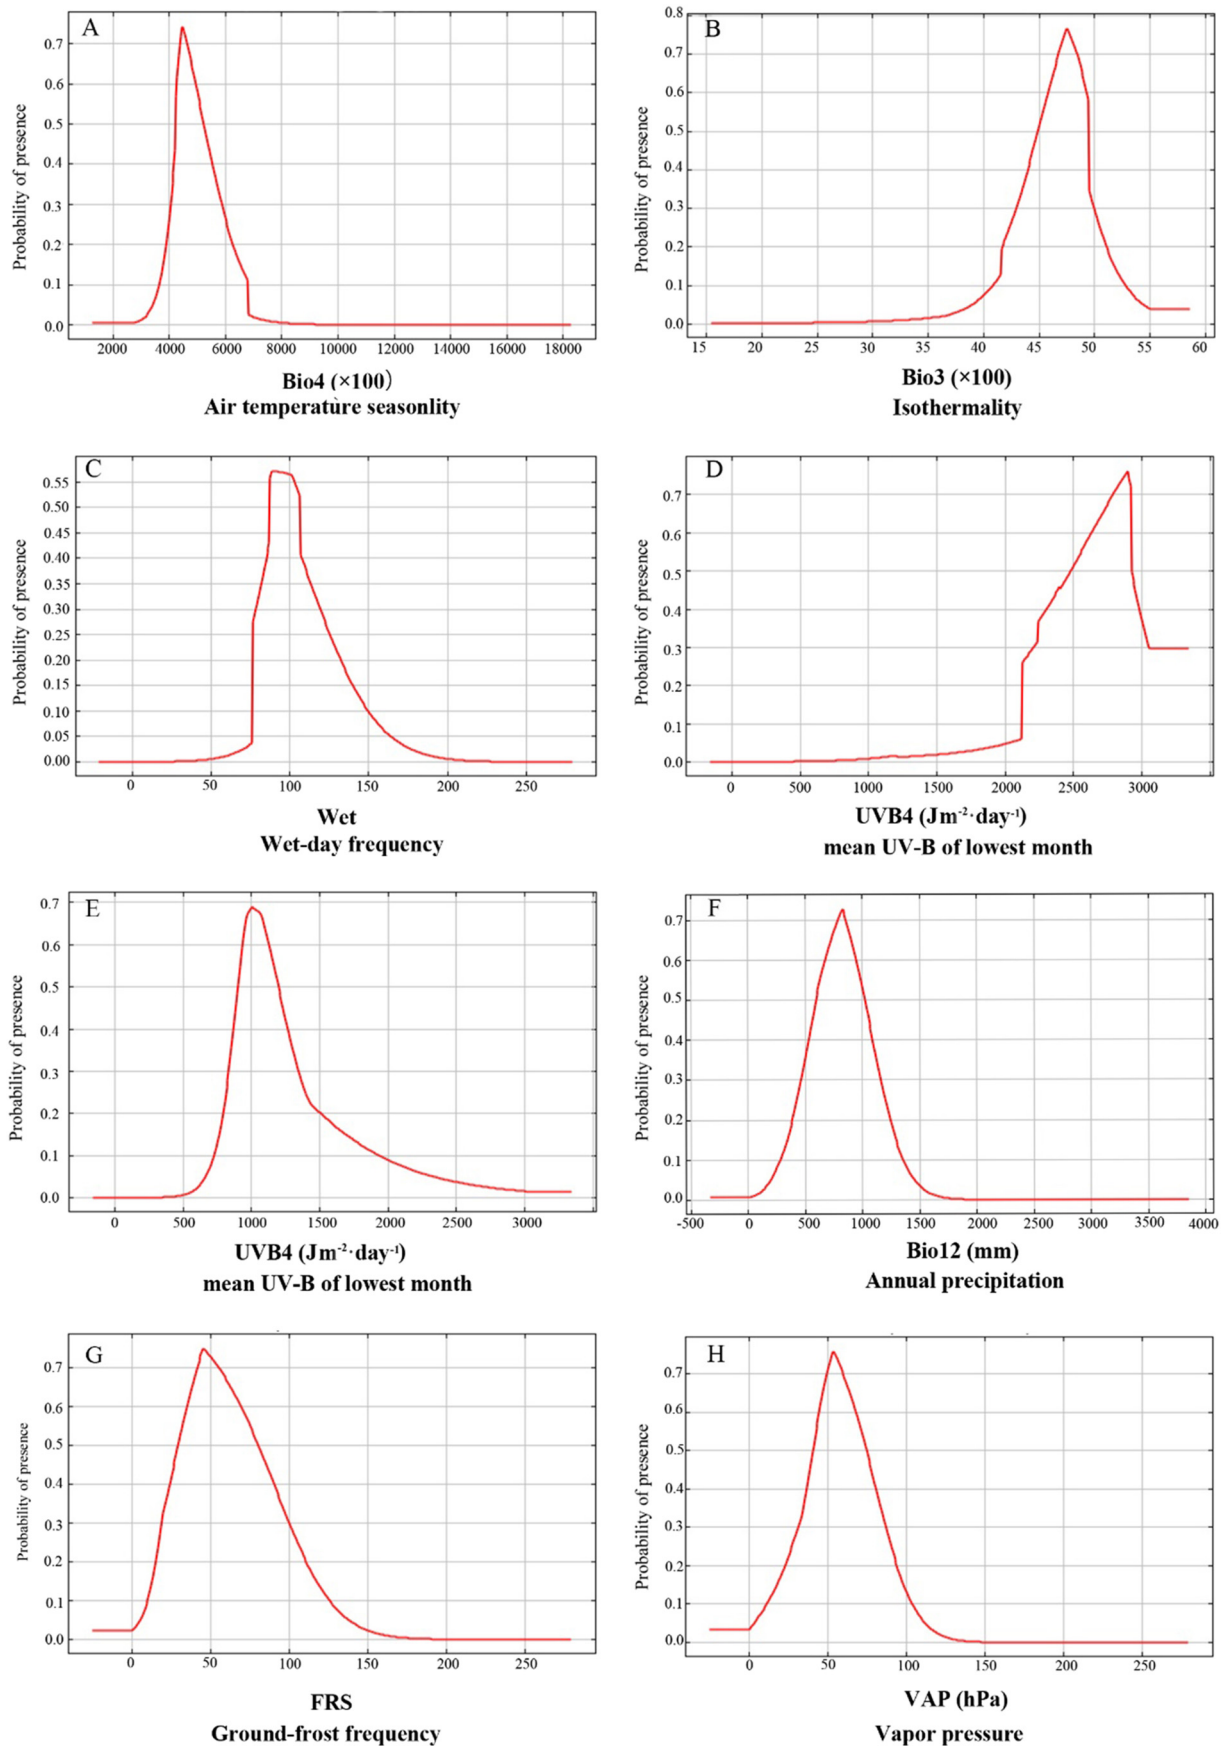 A
Probability of presence
0.7
0.6
0.5
0.4
0.3
0.2
0.1
0.0
2000 4000 6000 8000 10000 12000 14000 16000 18000
Bio4 (×100)
Air temperature seasonlity
B
Probability of presence
0.8
0.7
0.6
0.5
0.4
0.3
0.2
0.1
0.0
15 20 25 30 35 40 45 50 55 60
Bio3 (×100)
Isothermality
C
Probability of presence
0.55
0.50
0.45
0.40
0.35
0.30
0.25
0.20
0.15
0.10
0.05
0.00
0 50 100 150 200 250
Wet
Wet-day frequency
D
Probability of presence
0.7
0.6
0.5
0.4
0.3
0.2
0.1
0.0
0 500 1000 1500 2000 2500 3000
UVB4 (Jm⁻²·day⁻¹)
mean UV-B of lowest month
E
Probability of presence
0.7
0.6
0.5
0.4
0.3
0.2
0.1
0.0
0 500 1000 1500 2000 2500 3000
UVB4 (Jm⁻²·day⁻¹)
mean UV-B of lowest month
F
Probability of presence
0.7
0.6
0.5
0.4
0.3
0.2
0.1
0.0
-500 0 500 1000 1500 2000 2500 3000 3500 4000
Bio12 (mm)
Annual precipitation
G
Probability of presence
0.7
0.6
0.5
0.4
0.3
0.2
0.1
0.0
0 50 100 150 200 250
FRS
Ground-frost frequency
H
Probability of presence
0.7
0.6
0.5
0.4
0.3
0.2
0.1
0.0
0 50 100 150 200 250
VAP (hPa)
Vapor pressure